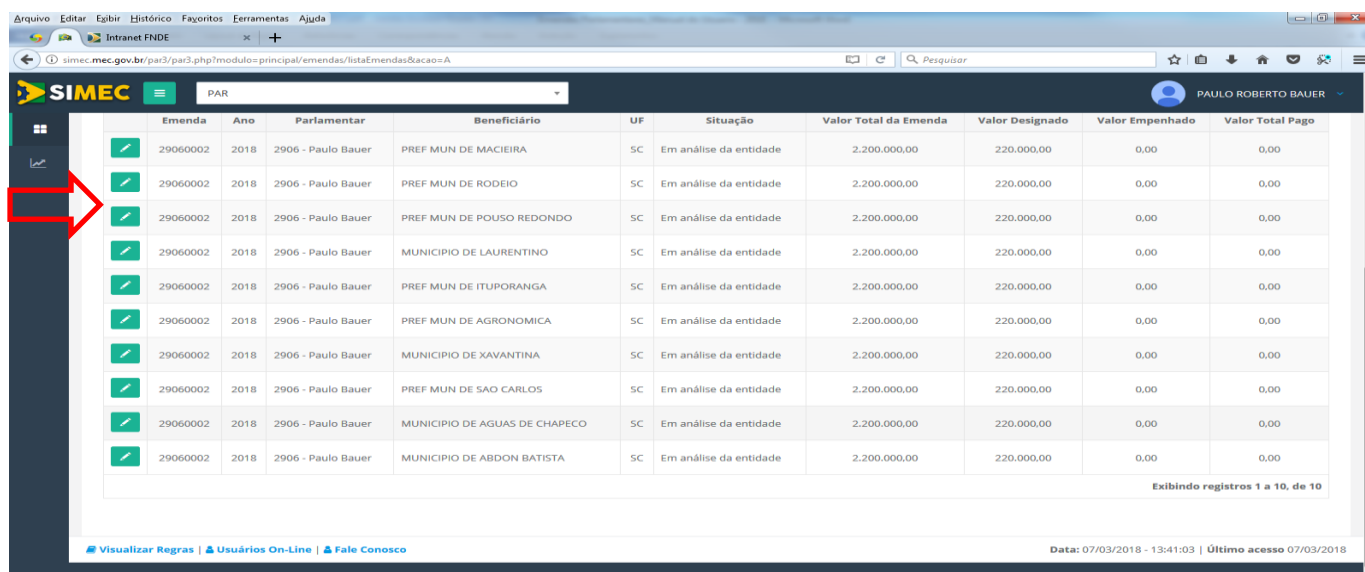 Arquivo Editar Exibir Histórico Favoritos Ferramentas Ajuda
Intranet FNDE
simec.mec.gov.br/par3/par3.php?modulo=principal/emendas/listaEmendas&acao=A Pesquisar
SIMEC PAR PAULO ROBERTO BAUER
Emenda Ano Parlamentar Beneficiário UF Situação Valor Total da Emenda Valor Designado Valor Empenhado Valor Total Pago
29060002 2018 2906 - Paulo Bauer PREF MUN DE MACIEIRA SC Em análise da entidade 2.200.000,00 220.000,00 0,00 0,00
29060002 2018 2906 - Paulo Bauer PREF MUN DE RODEIO SC Em análise da entidade 2.200.000,00 220.000,00 0,00 0,00
29060002 2018 2906 - Paulo Bauer PREF MUN DE POUSO REDONDO SC Em análise da entidade 2.200.000,00 220.000,00 0,00 0,00
29060002 2018 2906 - Paulo Bauer MUNICIPIO DE LAURENTINO SC Em análise da entidade 2.200.000,00 220.000,00 0,00 0,00
29060002 2018 2906 - Paulo Bauer PREF MUN DE ITUPORANGA SC Em análise da entidade 2.200.000,00 220.000,00 0,00 0,00
29060002 2018 2906 - Paulo Bauer PREF MUN DE AGRONOMICA SC Em análise da entidade 2.200.000,00 220.000,00 0,00 0,00
29060002 2018 2906 - Paulo Bauer MUNICIPIO DE XAVANTINA SC Em análise da entidade 2.200.000,00 220.000,00 0,00 0,00
29060002 2018 2906 - Paulo Bauer PREF MUN DE SAO CARLOS SC Em análise da entidade 2.200.000,00 220.000,00 0,00 0,00
29060002 2018 2906 - Paulo Bauer MUNICIPIO DE AGUAS DE CHAPECO SC Em análise da entidade 2.200.000,00 220.000,00 0,00 0,00
29060002 2018 2906 - Paulo Bauer MUNICIPIO DE ABDON BATISTA SC Em análise da entidade 2.200.000,00 220.000,00 0,00 0,00
Exibindo registros 1 a 10, de 10
Visualizar Regras | Usuários On-Line | Fale Conosco Data: 07/03/2018 - 13:41:03 | Último acesso 07/03/2018